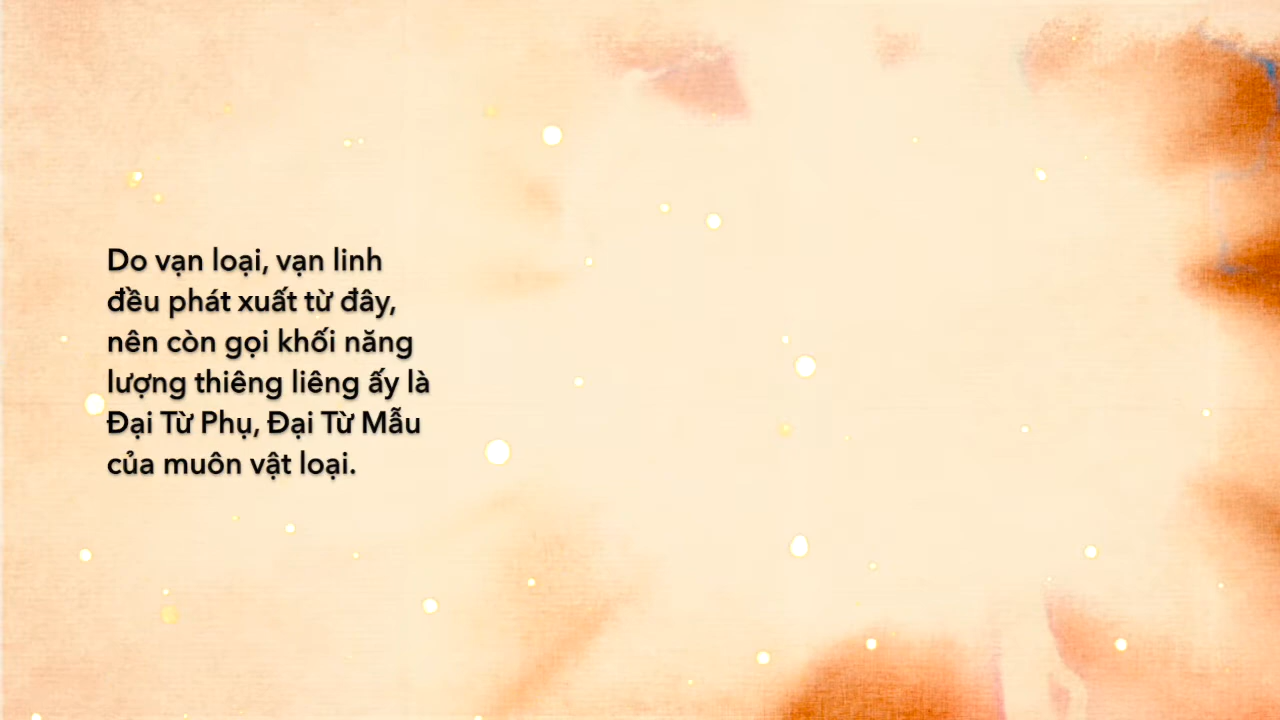 Do vạn loại, vạn linh
đều phát xuất từ đây,
nên còn gọi khối năng
lượng thiêng liêng ấy là
Đại Từ Phụ, Đại Từ Mẫu
của muôn vật loại.